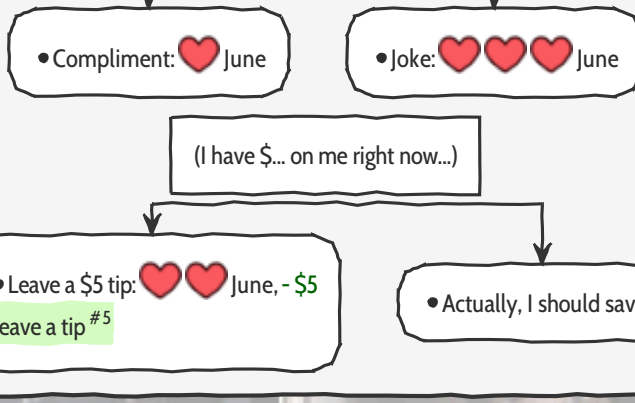 • Compliment: ❤️ June
• Joke: ❤️❤️❤️ June
(I have $... on me right now...)
• Leave a $5 tip: ❤️❤️ June, - $5
eave a tip #5
• Actually, I should sav